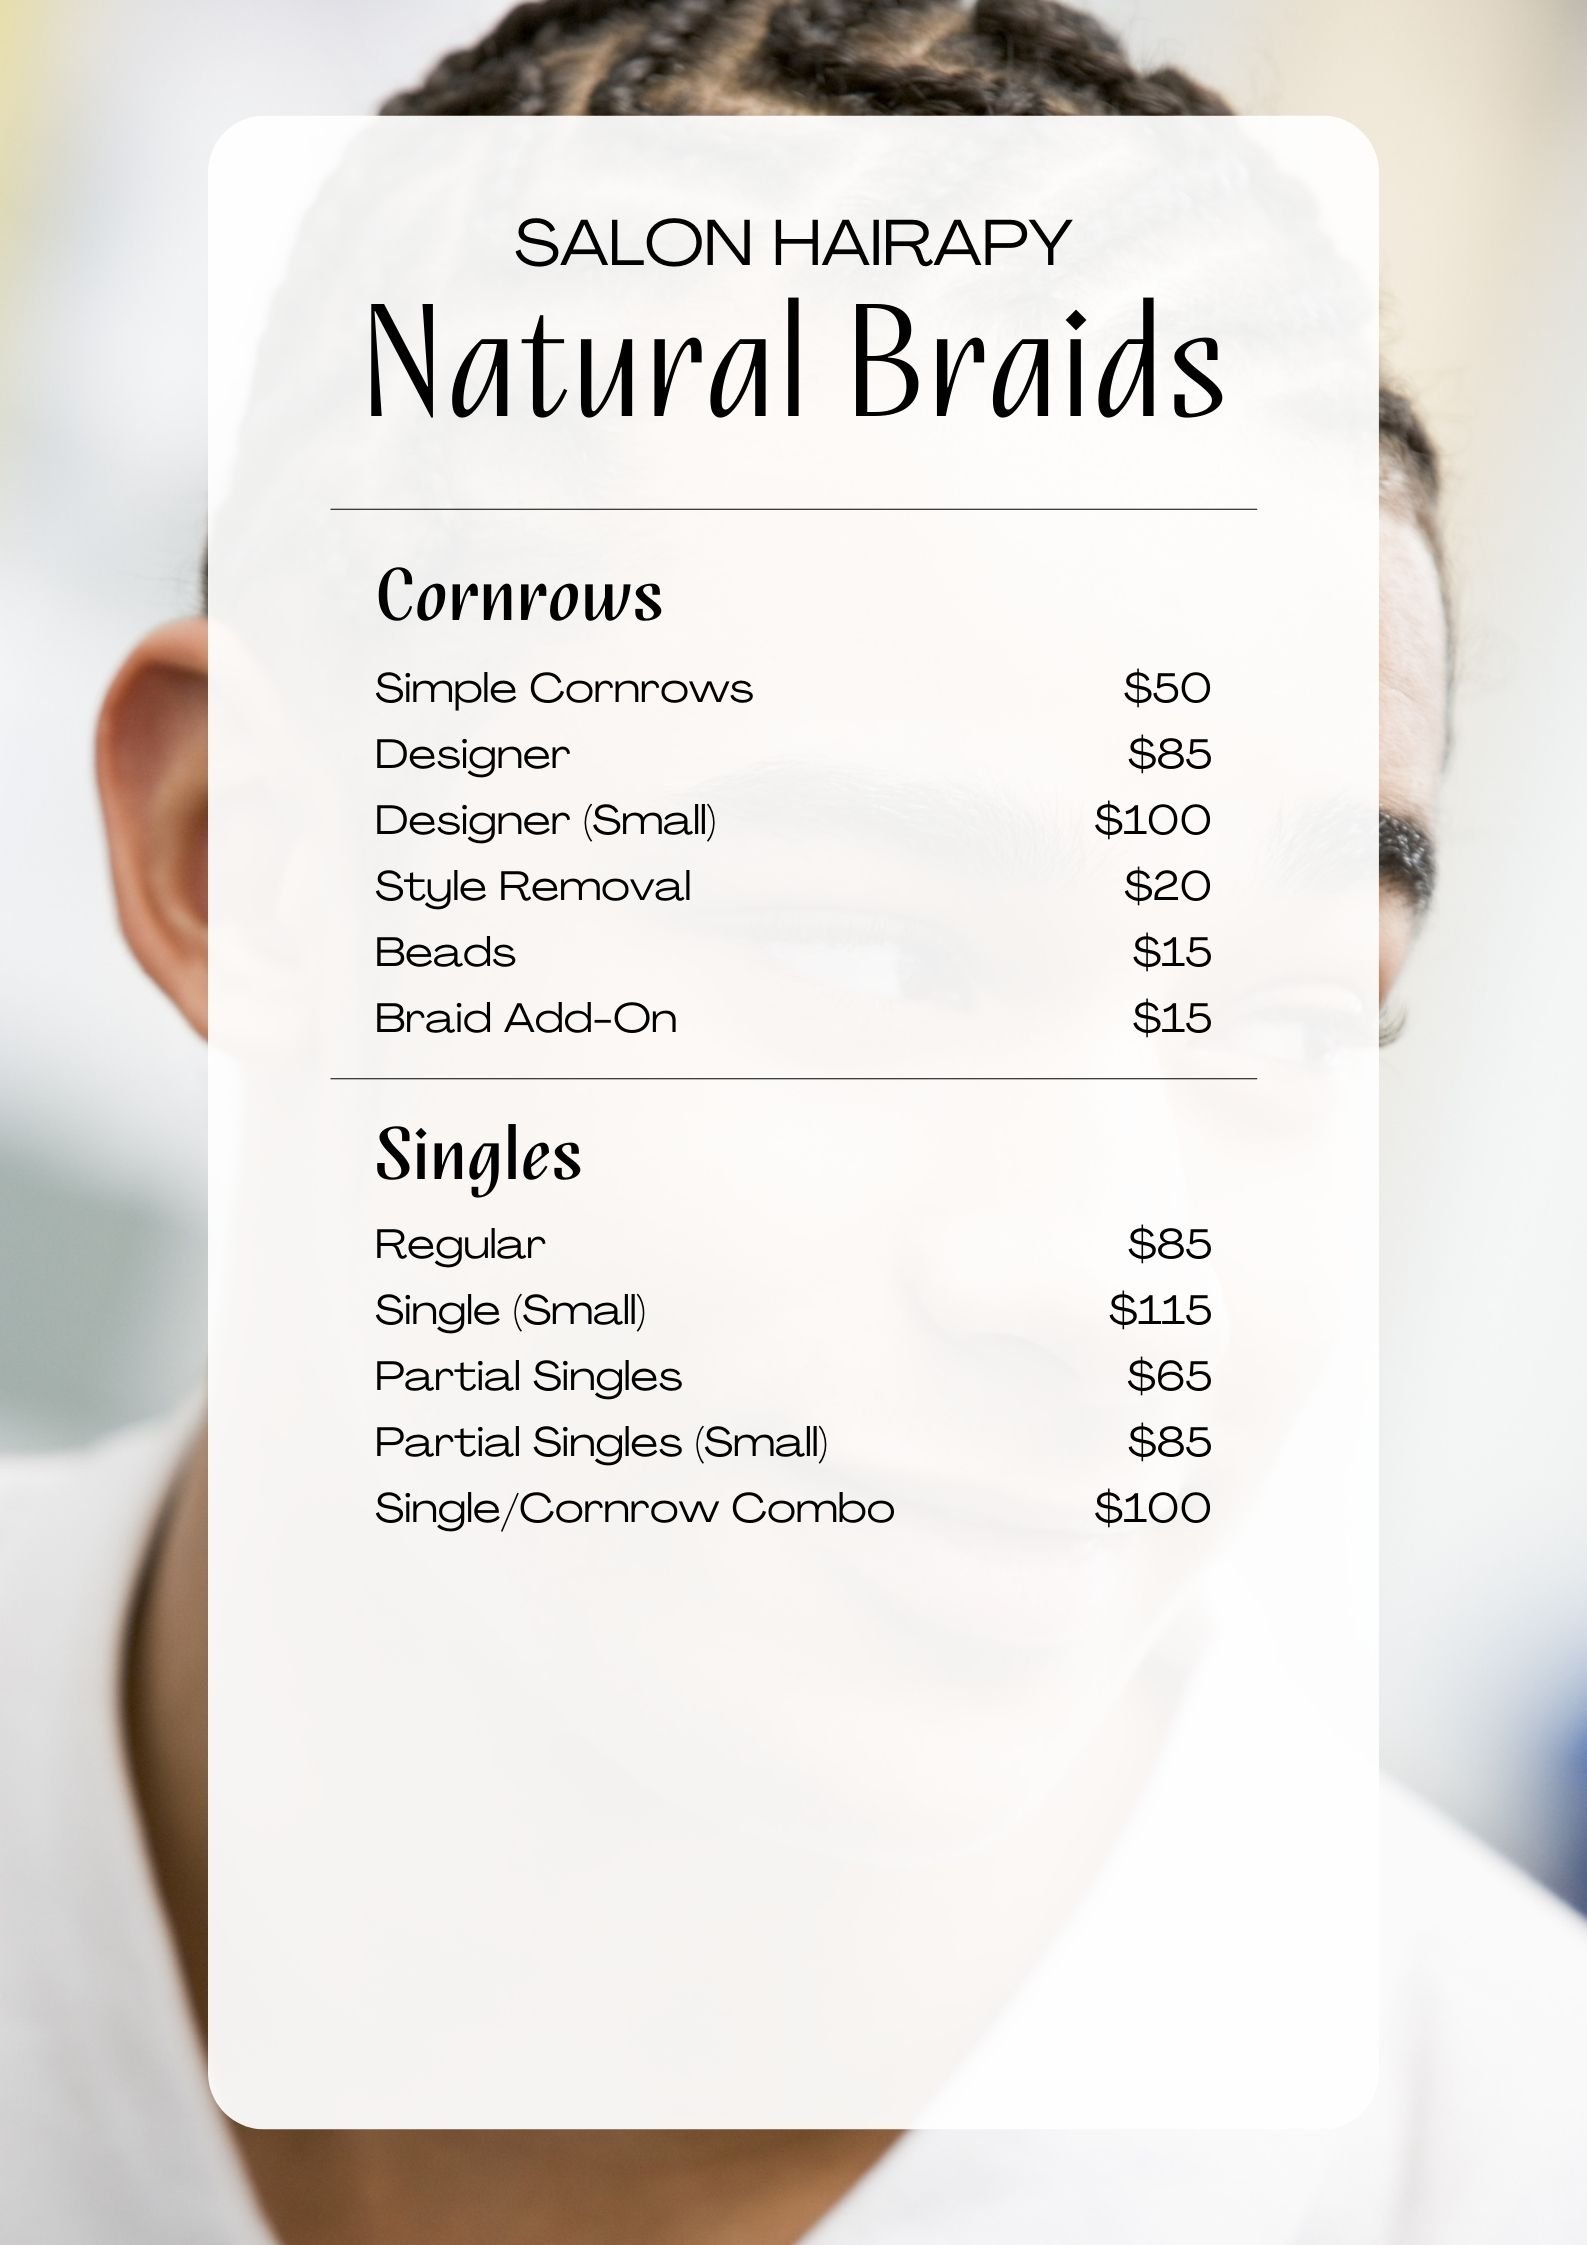 SALON HAIRAPY
Natural Braids
Cornrows
Simple Cornrows $50
Designer $85
Designer (Small) $100
Style Removal $20
Beads $15
Braid Add-On $15
Singles
Regular $85
Single (Small) $115
Partial Singles $65
Partial Singles (Small) $85
Single/Cornrow Combo $100